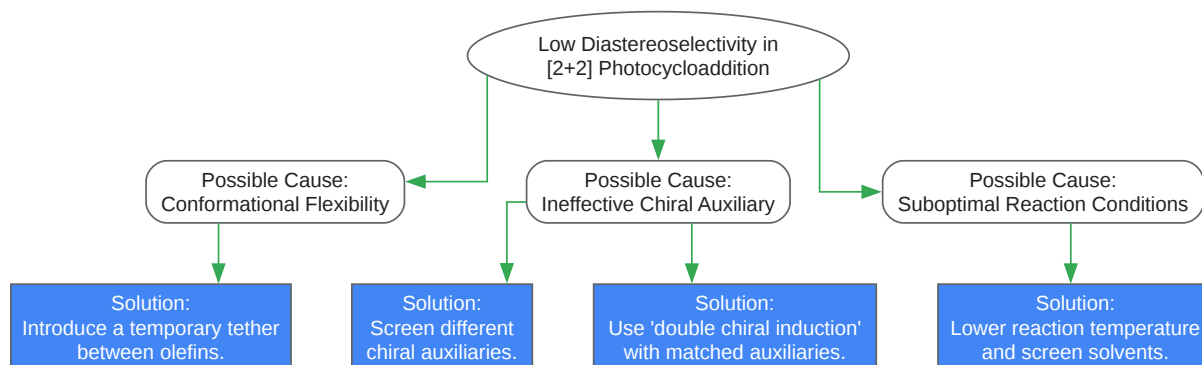 Low Diastereoselectivity in
[2+2] Photocycloaddition
Possible Cause:
Conformational Flexibility
Possible Cause:
Ineffective Chiral Auxiliary
Possible Cause:
Suboptimal Reaction Conditions
Solution:
Introduce a temporary tether
between olefins.
Solution:
Screen different
chiral auxiliaries.
Solution:
Use 'double chiral induction'
with matched auxiliaries.
Solution:
Lower reaction temperature
and screen solvents.